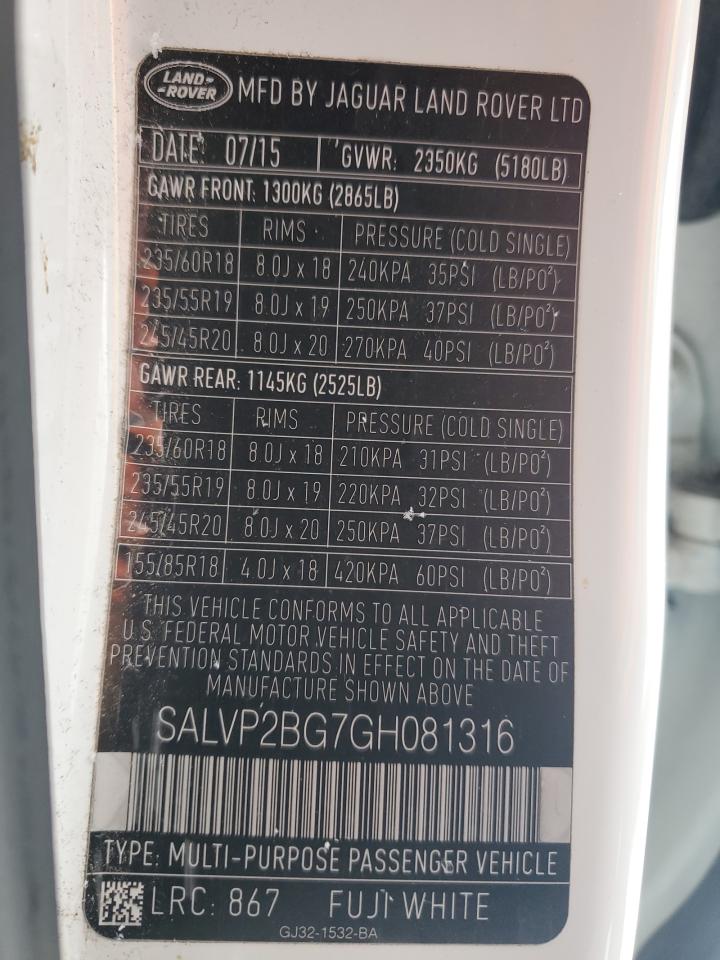 LAND-
-ROVER
MFD BY JAGUAR LAND ROVER LTD
DATE: 07/15 GVWR: 2350KG (5180LB)
GAWR FRONT: 1300KG (2865LB)
TIRES RIMS PRESSURE (COLD SINGLE)
235/60R18 8.0J x 18 240KPA 35PSI (LB/PO²)
235/55R19 8.0J x 19 250KPA 37PSI (LB/PO²)
245/45R20 8.0J x 20 270KPA 40PSI (LB/PO²)
GAWR REAR: 1145KG (2525LB)
TIRES RIMS PRESSURE (COLD SINGLE)
235/60R18 8.0J x 18 210KPA 31PSI (LB/PO²)
235/55R19 8.0J x 19 220KPA 32PSI (LB/PO²)
245/45R20 8.0J x 20 250KPA 37PSI (LB/PO²)
155/85R18 4.0J x 18 420KPA 60PSI (LB/PO²)
THIS VEHICLE CONFORMS TO ALL APPLICABLE
U.S. FEDERAL MOTOR VEHICLE SAFETY AND THEFT
PREVENTION STANDARDS IN EFFECT ON THE DATE OF
MANUFACTURE SHOWN ABOVE
SALVP2BG7GH081316
TYPE: MULTI-PURPOSE PASSENGER VEHICLE
LRC: 867 FUJI WHITE
GJ32-1532-BA